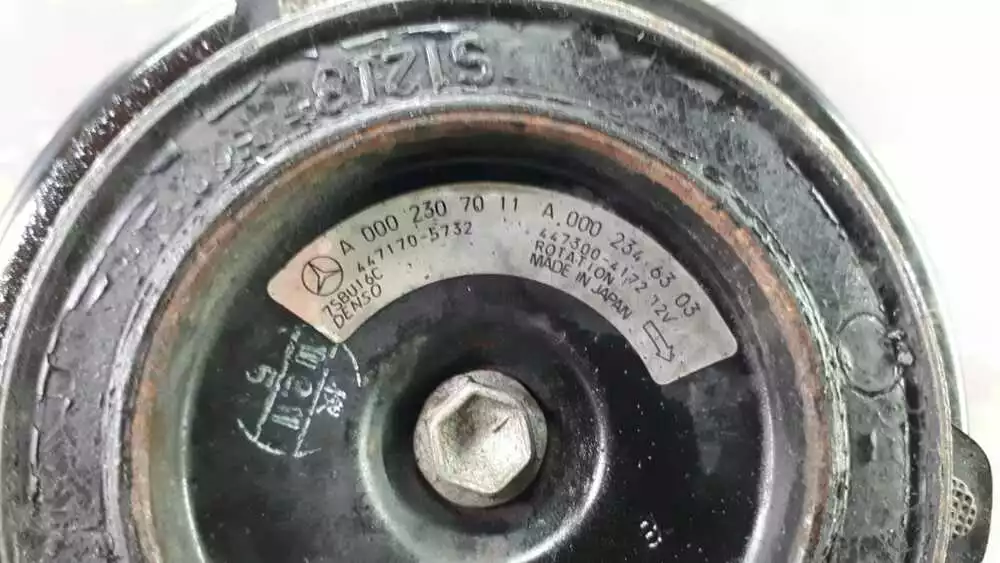 A 000 230 70 11 A 000 234 63 03
447170-5732 447300-4172 12V
7SBU16C ROTATION
DENSO MADE IN JAPAN
S1213